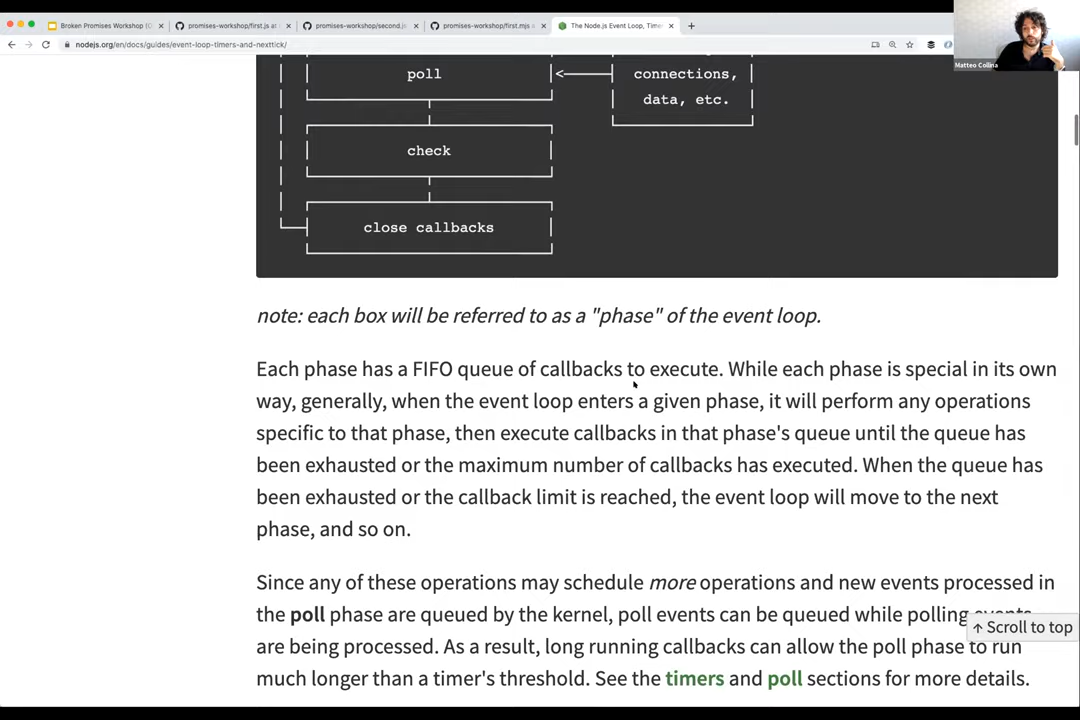 Broken Promises Workshop (O
promises-workshop/first.js at
promises-workshop/second.js
promises-workshop/first.mjs a
The Node.js Event Loop, Time
nodejs.org/en/docs/guides/event-loop-timers-and-nexttick/
Matteo Collina
poll
connections,
data, etc.
check
close callbacks
note: each box will be referred to as a "phase" of the event loop.
Each phase has a FIFO queue of callbacks to execute. While each phase is special in its own
way, generally, when the event loop enters a given phase, it will perform any operations
specific to that phase, then execute callbacks in that phase's queue until the queue has
been exhausted or the maximum number of callbacks has executed. When the queue has
been exhausted or the callback limit is reached, the event loop will move to the next
phase, and so on.
Since any of these operations may schedule more operations and new events processed in
the poll phase are queued by the kernel, poll events can be queued while polling events
↑ Scroll to top
are being processed. As a result, long running callbacks can allow the poll phase to run
much longer than a timer's threshold. See the timers and poll sections for more details.